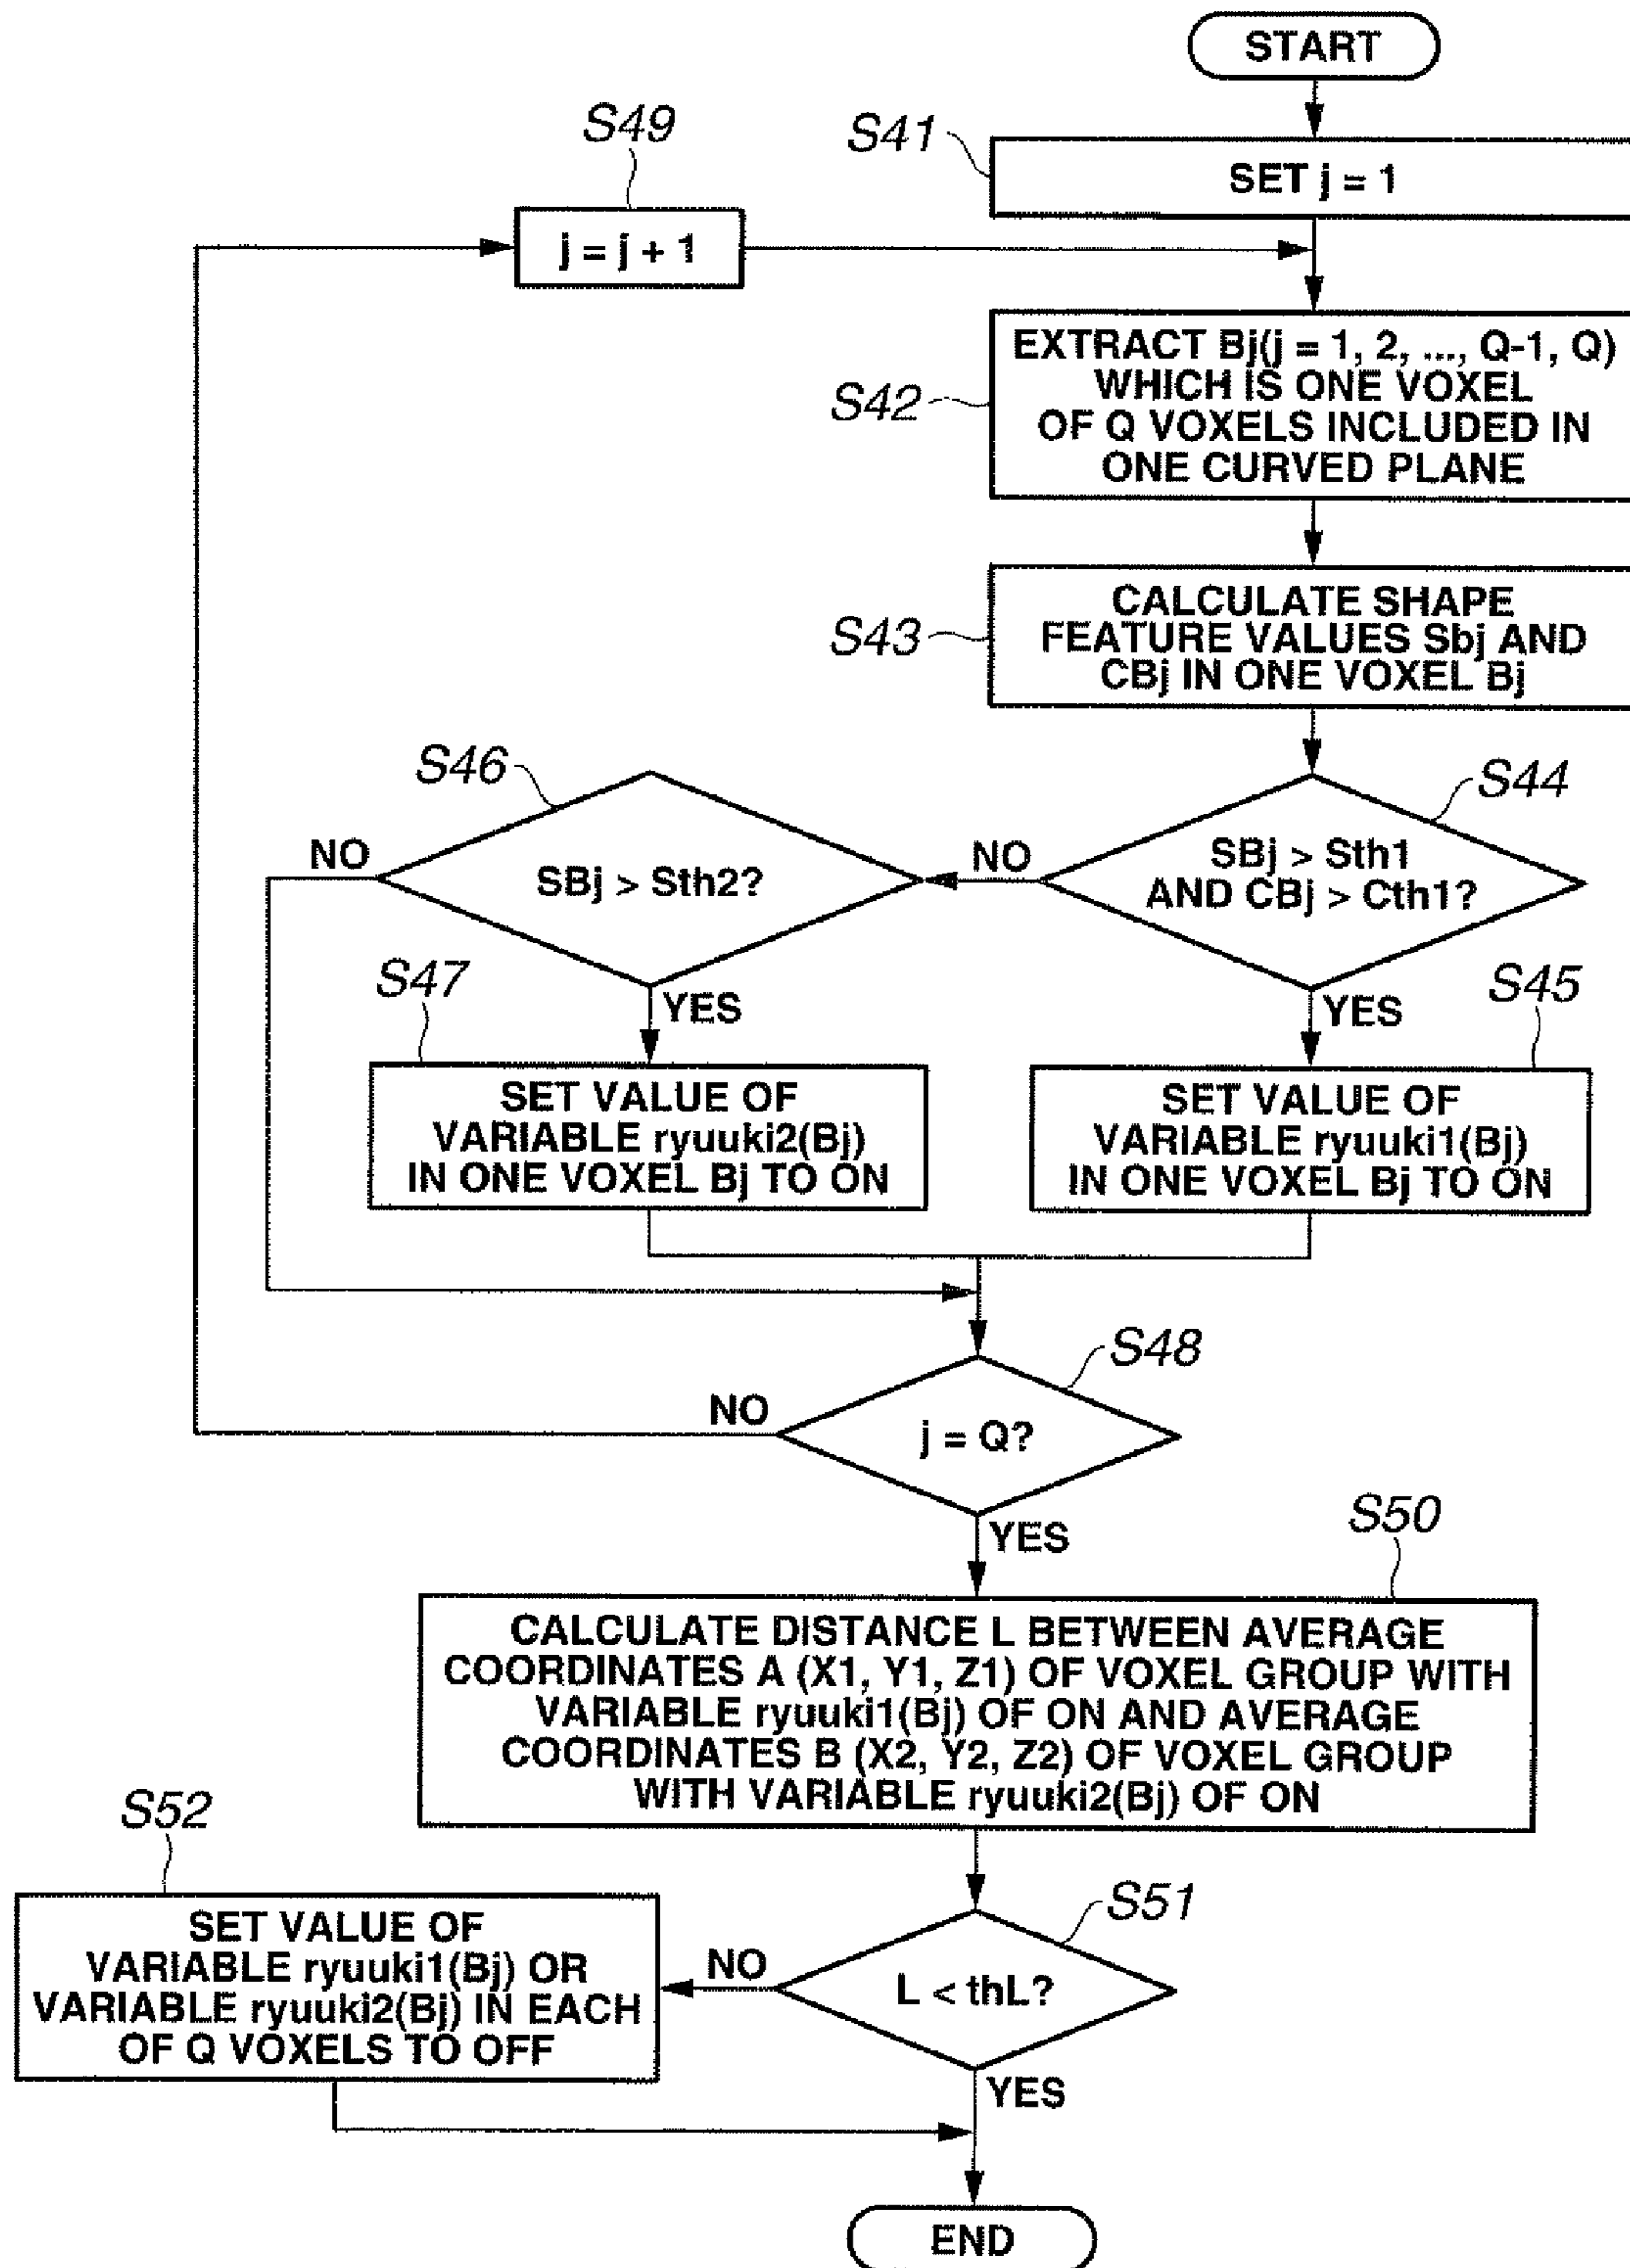 START
S41
SET j = 1
S49
j = j + 1
S42
EXTRACT Bj(j = 1, 2, ..., Q-1, Q)
WHICH IS ONE VOXEL
OF Q VOXELS INCLUDED IN
ONE CURVED PLANE
S43
CALCULATE SHAPE
FEATURE VALUES Sbj AND
CBj IN ONE VOXEL Bj
S44
SBj > Sth1
AND CBj > Cth1?
NO
YES
S46
SBj > Sth2?
NO
YES
S45
SET VALUE OF
VARIABLE ryuuki1(Bj)
IN ONE VOXEL Bj TO ON
S47
SET VALUE OF
VARIABLE ryuuki2(Bj)
IN ONE VOXEL Bj TO ON
S48
j = Q?
NO
YES
S50
CALCULATE DISTANCE L BETWEEN AVERAGE
COORDINATES A (X1, Y1, Z1) OF VOXEL GROUP WITH
VARIABLE ryuuki1(Bj) OF ON AND AVERAGE
COORDINATES B (X2, Y2, Z2) OF VOXEL GROUP
WITH VARIABLE ryuuki2(Bj) OF ON
S51
L < thL?
NO
YES
S52
SET VALUE OF
VARIABLE ryuuki1(Bj) OR
VARIABLE ryuuki2(Bj) IN EACH
OF Q VOXELS TO OFF
END